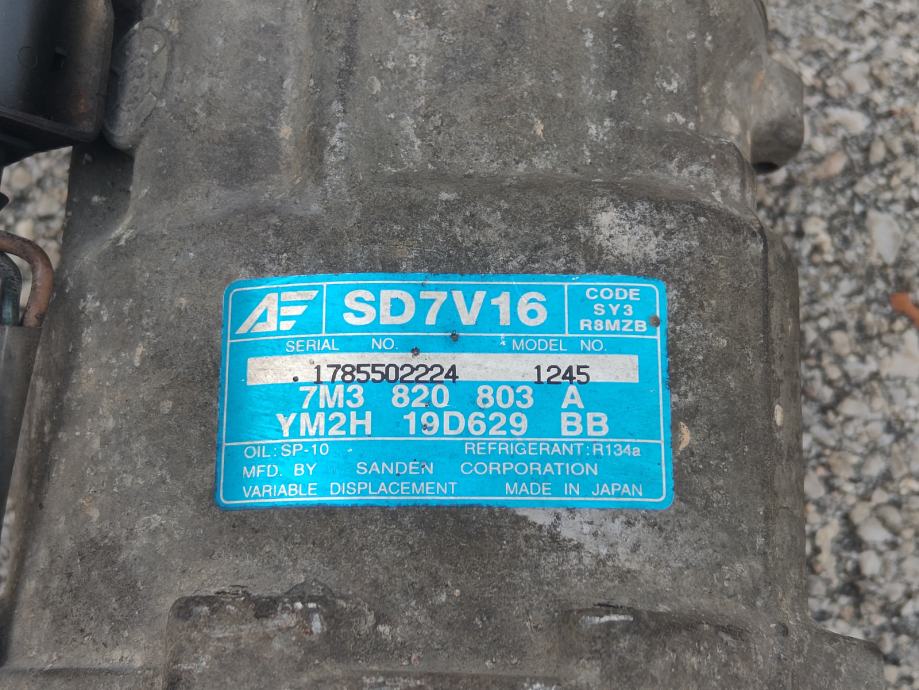 AE SD7V16 CODE
SY3
R8MZB
SERIAL NO. MODEL NO.
1785502224 1245
7M3 820 803 A
YM2H 19D629 BB
OIL:SP-10 REFRIGERANT:R134a
MFD. BY SANDEN CORPORATION
VARIABLE DISPLACEMENT MADE IN JAPAN